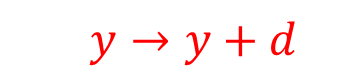 y → y + d